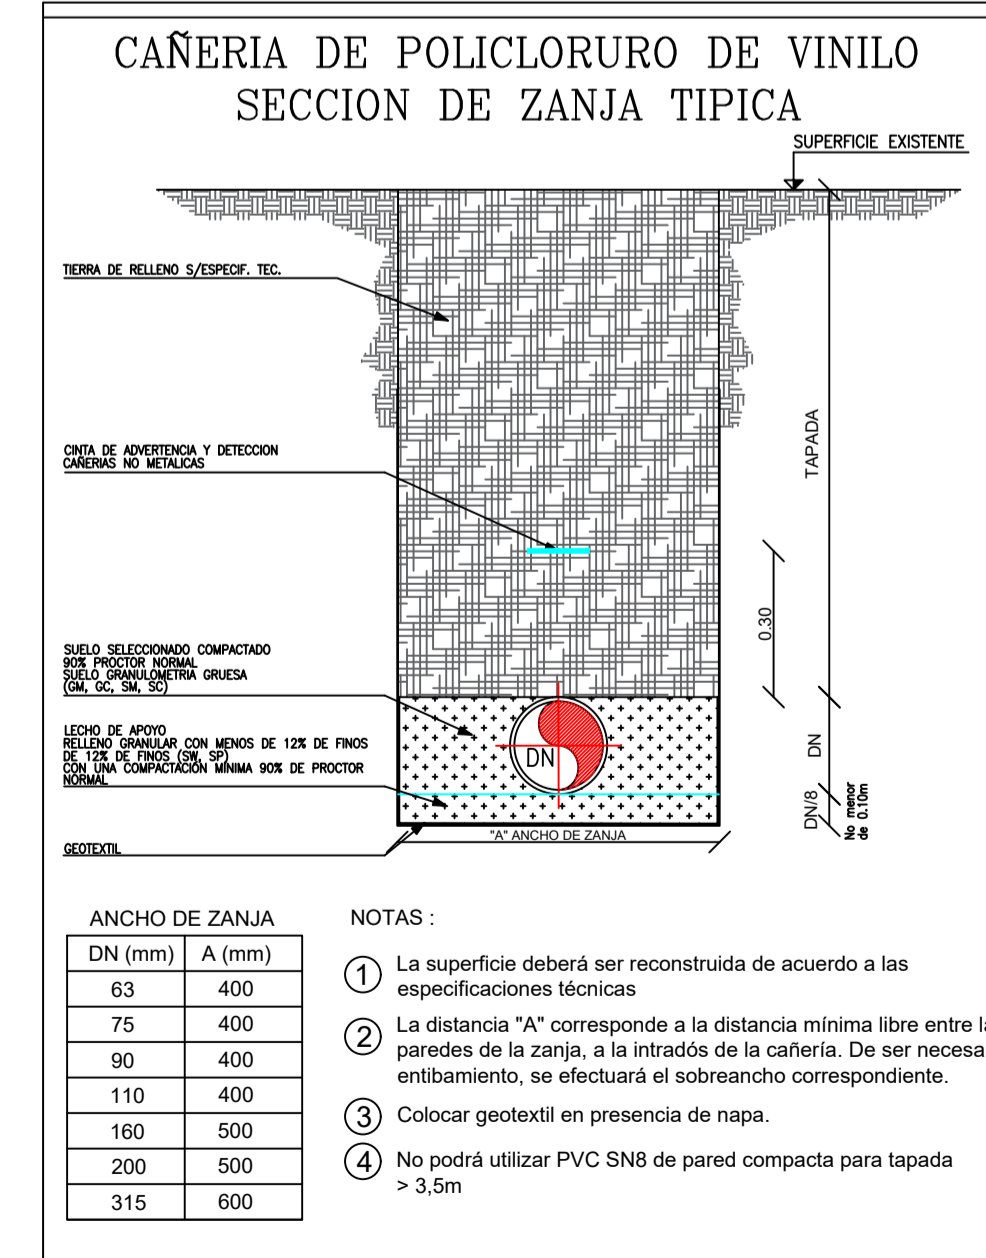 CAÑERIA DE POLICLORURO DE VINILO
SECCION DE ZANJA TIPICA
SUPERFICIE EXISTENTE
TIERRA DE RELLENO S/ESPECIF. TEC.
CINTA DE ADVERTENCIA Y DETECCION
CAÑERIAS NO METALICAS
TAPADA
0.30
SUELO SELECCIONADO COMPACTADO
90% PROCTOR NORMAL
SUELO GRANULOMETRIA GRUESA
(GM, GC, SM, SC)
LECHO DE APOYO
RELLENO GRANULAR CON MENOS DE 12% DE FINOS
DE 12% DE FINOS (SW, SP)
CON UNA COMPACTACIÓN MÍNIMA 90% DE PROCTOR
NORMAL
DN
DN
DN/8
No menor
de 0.10m
GEOTEXTIL
"A" ANCHO DE ZANJA
ANCHO DE ZANJA
DN (mm) A (mm)
63 400
75 400
90 400
110 400
160 500
200 500
315 600
NOTAS :
1 La superficie deberá ser reconstruida de acuerdo a las
especificaciones técnicas
2 La distancia "A" corresponde a la distancia mínima libre entre
paredes de la zanja, a la intradós de la cañería. De ser
entibamiento, se efectuará el sobreancho correspondiente.
3 Colocar geotextil en presencia de napa.
4 No podrá utilizar PVC SN8 de pared compacta para tapada
> 3,5m